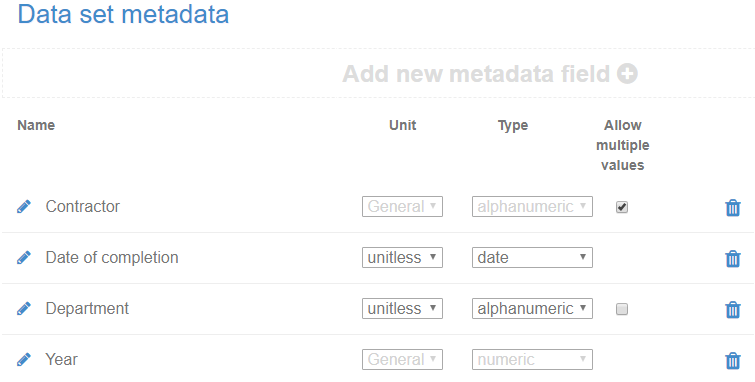 Data set metadata
Add new metadata field
Name Unit Type Allow
multiple
values
Contractor General alphanumeric
Date of completion unitless date
Department unitless alphanumeric
Year General numeric